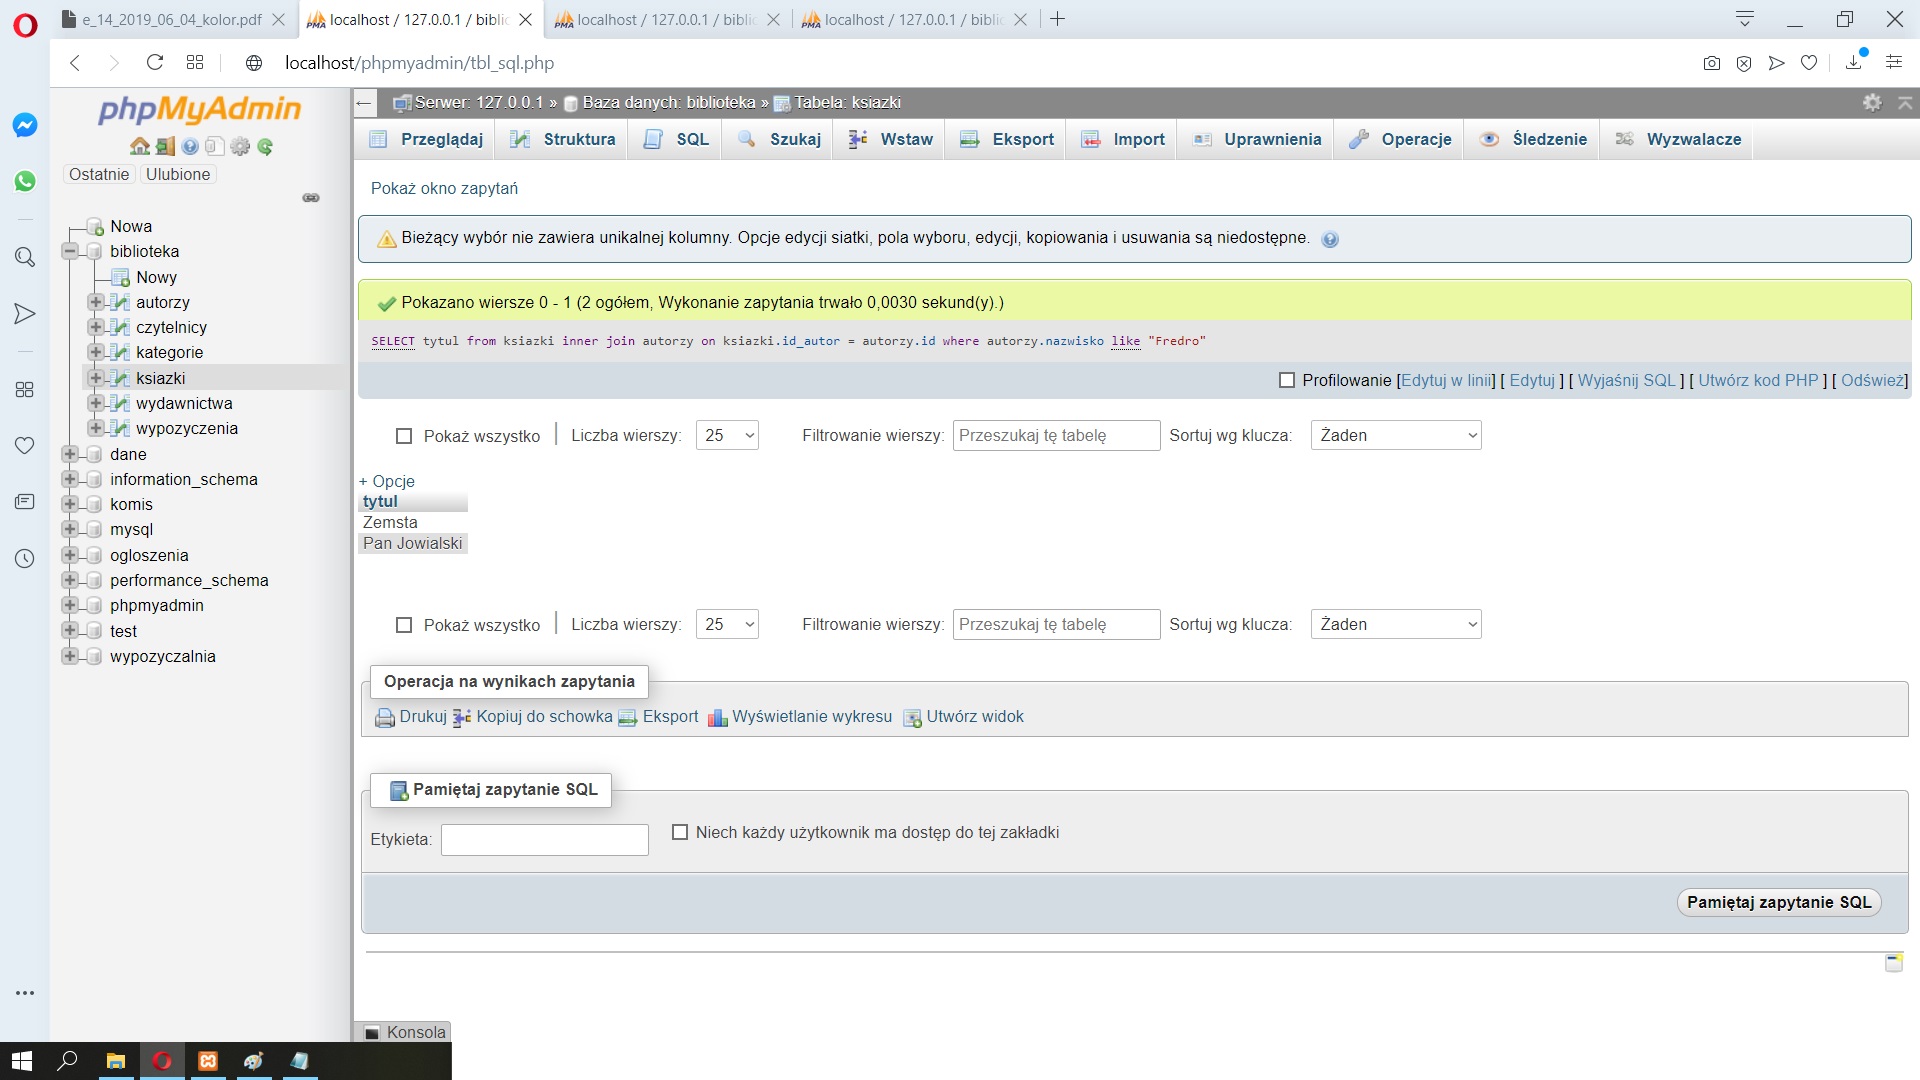 e_14_2019_06_04_kolor.pdf
localhost / 127.0.0.1 / biblic
localhost / 127.0.0.1 / biblic
localhost / 127.0.0.1 / biblic
localhost/phpmyadmin/tbl_sql.php
phpMyAdmin
Ostatnie Ulubione
Nowa
biblioteka
Nowy
autorzy
czytelnicy
kategorie
ksiazki
wydawnictwa
wypozyczenia
dane
information_schema
komis
mysql
ogloszenia
performance_schema
phpmyadmin
test
wypozyczalnia
Serwer: 127.0.0.1 » Baza danych: biblioteka » Tabela: ksiazki
Przeglądaj Struktura SQL Szukaj Wstaw Eksport Import Uprawnienia Operacje Śledzenie Wyzwalacze
Pokaż okno zapytań
Bieżący wybór nie zawiera unikalnej kolumny. Opcje edycji siatki, pola wyboru, edycji, kopiowania i usuwania są niedostępne.
Pokazano wiersze 0 - 1 (2 ogółem, Wykonanie zapytania trwało 0,0030 sekund(y).)
SELECT tytul from ksiazki inner join autorzy on ksiazki.id_autor = autorzy.id where autorzy.nazwisko like "Fredro"
Profilowanie [Edytuj w linii] [ Edytuj ] [ Wyjaśnij SQL ] [ Utwórz kod PHP ] [ Odśwież]
Pokaż wszystko | Liczba wierszy: 25 Filtrowanie wierszy: Przeszukaj tę tabelę Sortuj wg klucza: Żaden
+ Opcje
tytul
Zemsta
Pan Jowialski
Pokaż wszystko | Liczba wierszy: 25 Filtrowanie wierszy: Przeszukaj tę tabelę Sortuj wg klucza: Żaden
Operacja na wynikach zapytania
Drukuj Kopiuj do schowka Eksport Wyświetlanie wykresu Utwórz widok
Pamiętaj zapytanie SQL
Etykieta: Niech każdy użytkownik ma dostęp do tej zakładki
Pamiętaj zapytanie SQL
Konsola